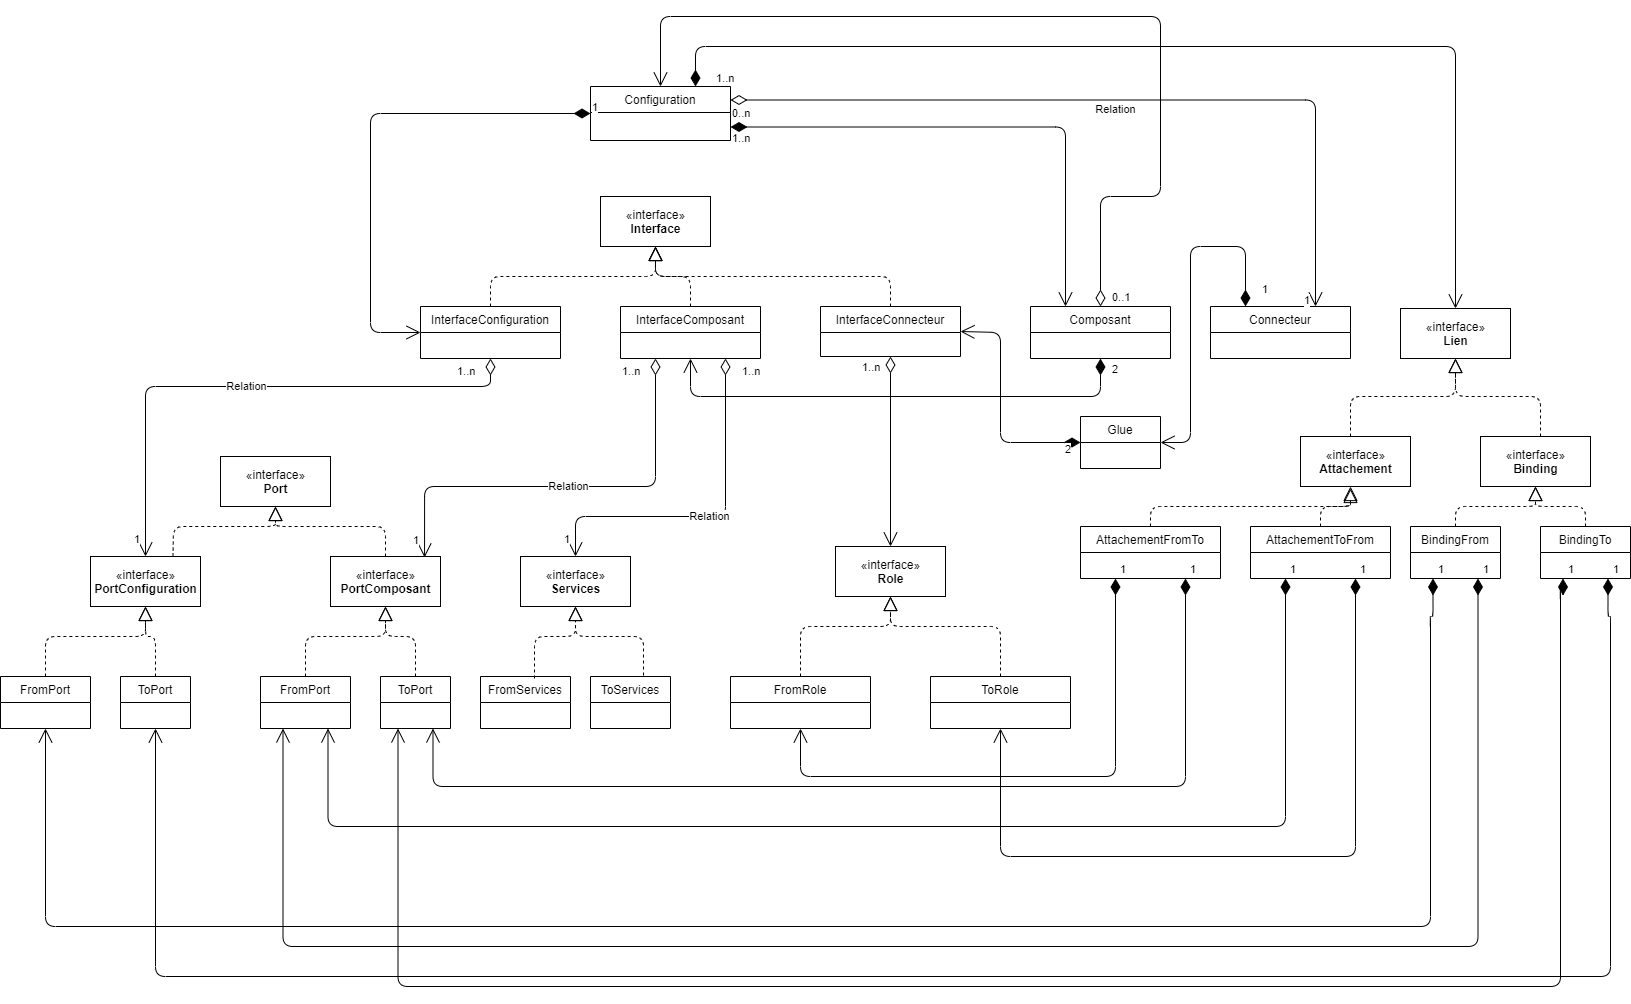 1..n
Configuration
1
0..n
Relation
1..n
«interface»
Interface
0..1
1
1
InterfaceConfiguration
InterfaceComposant
InterfaceConnecteur
Composant
Connecteur
«interface»
Lien
1..n
1..n
1..n
1..n
2
Relation
Glue
2
«interface»
Port
«interface»
Attachement
«interface»
Binding
Relation
Relation
1
1
1
AttachementFromTo
AttachementToFrom
BindingFrom
BindingTo
«interface»
PortConfiguration
«interface»
PortComposant
«interface»
Services
«interface»
Role
1
1
1
1
1
1
1
1
FromPort
ToPort
FromPort
ToPort
FromServices
ToServices
FromRole
ToRole